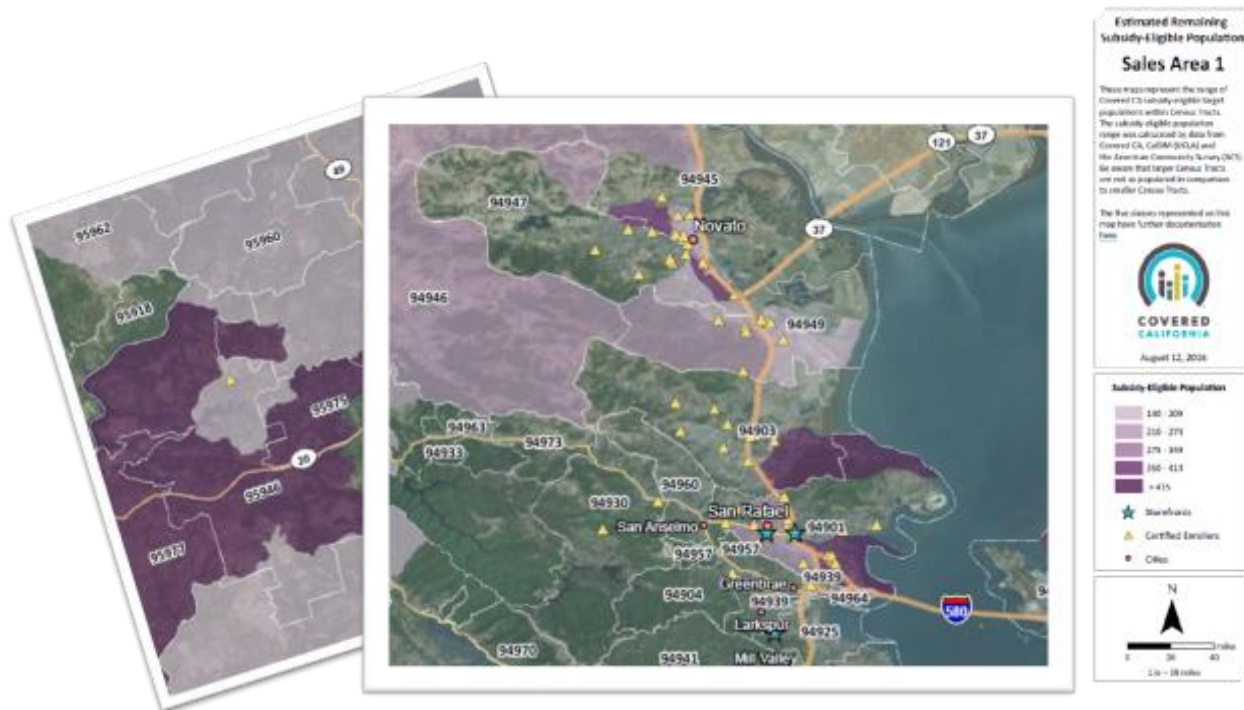 Estimated Remaining
Subsidy-Eligible Population
Sales Area 1
These maps represent the range of
Covered CA subsidy-eligible target
populations within Census Tracts.
The subsidy-eligible population
range was calculated by data from
Covered CA, CalSIM (UCLA) and
the American Community Survey (ACS).
Be aware that larger Census Tracts
are not as populated in comparison
to smaller Census Tracts.
The five classes represented on this
map have further documentation
here
COVERED
CALIFORNIA
August 12, 2016
Subsidy-Eligible Population
210 - 273
Storefronts
Certified Enrollers
Cities
N
miles
49
95962
95960
95918
95975
20
95946
95977
121
37
94945
94947
Novato
37
94946
94949
94963
94973
94903
94933
94960
94930
San Rafael
San Anselmo
94901
94957
94957
94939
Greenbrae
94964
94904
94939
580
Larkspur
94925
94970
94941
Mill Valley